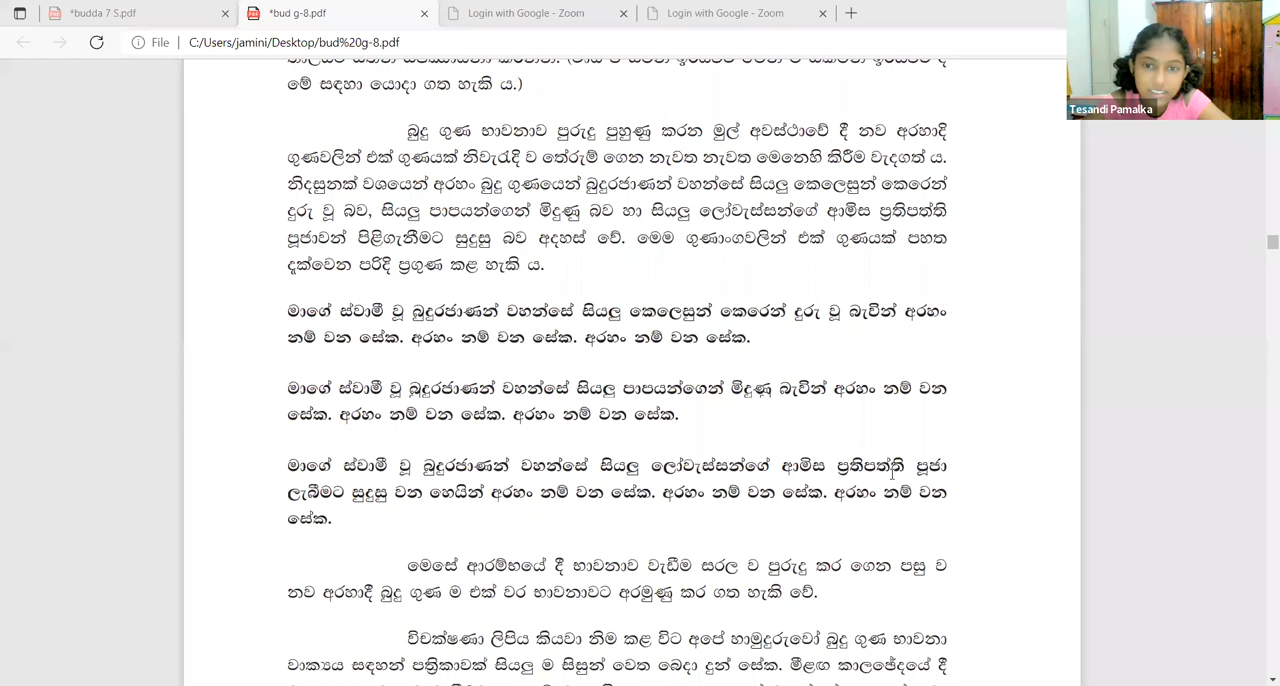 *budda 7 S.pdf
*bud g-8.pdf
Login with Google - Zoom
Login with Google - Zoom
File
C:/Users/jamini/Desktop/bud%20g-8.pdf
Tesandi Pamalka
මේ සඳහා යොදා ගත හැකි ය.)
බුදු ගුණ භාවනාව පුරුදු පුහුණු කරන මුල් අවස්ථාවේ දී නව අරහාදි
ගුණවලින් එක් ගුණයක් නිවැරැදි ව තේරුම් ගෙන නැවත නැවත මෙනෙහි කිරීම වැදගත් ය.
නිදසුනක් වශයෙන් අරහං බුදු ගුණයෙන් බුදුරජාණන් වහන්සේ සියලු කෙලෙසුන් කෙරෙන්
දුරු වූ බව, සියලු පාපයන්ගෙන් මිදුණු බව හා සියලු ලෝවැස්සන්ගේ ආමිස ප්‍රතිපත්ති
පූජාවන් පිළිගැනීමට සුදුසු බව අදහස් වේ. මෙම ගුණාංගවලින් එක් ගුණයක් පහත
දැක්වෙන පරිදි ප්‍රගුණ කළ හැකි ය.
මාගේ ස්වාමී වූ බුදුරජාණන් වහන්සේ සියලු කෙලෙසුන් කෙරෙන් දුරු වූ බැවින් අරහං
නම් වන සේක. අරහං නම් වන සේක. අරහං නම් වන සේක.
මාගේ ස්වාමී වූ බුදුරජාණන් වහන්සේ සියලු පාපයන්ගෙන් මිදුණු බැවින් අරහං නම් වන
සේක. අරහං නම් වන සේක. අරහං නම් වන සේක.
මාගේ ස්වාමී වූ බුදුරජාණන් වහන්සේ සියලු ලෝවැස්සන්ගේ ආමිස ප්‍රතිපත්ති පූජා
ලැබීමට සුදුසු වන හෙයින් අරහං නම් වන සේක. අරහං නම් වන සේක. අරහං නම් වන
සේක.
මෙසේ ආරම්භයේ දී භාවනාව වැඩීම සරල ව පුරුදු කර ගෙන පසු ව
නව අරහාදී බුදු ගුණ ම එක් වර භාවනාවට අරමුණු කර ගත හැකි වේ.
විචක්ෂණා ලිපිය කියවා නිම කළ විට අපේ හාමුදුරුවෝ බුදු ගුණ භාවනා
වාක්‍යය සඳහන් පත්‍රිකාවක් සියලු ම සිසුන් වෙත බෙදා දුන් සේක. මීළඟ කාලඡේදයේ දී